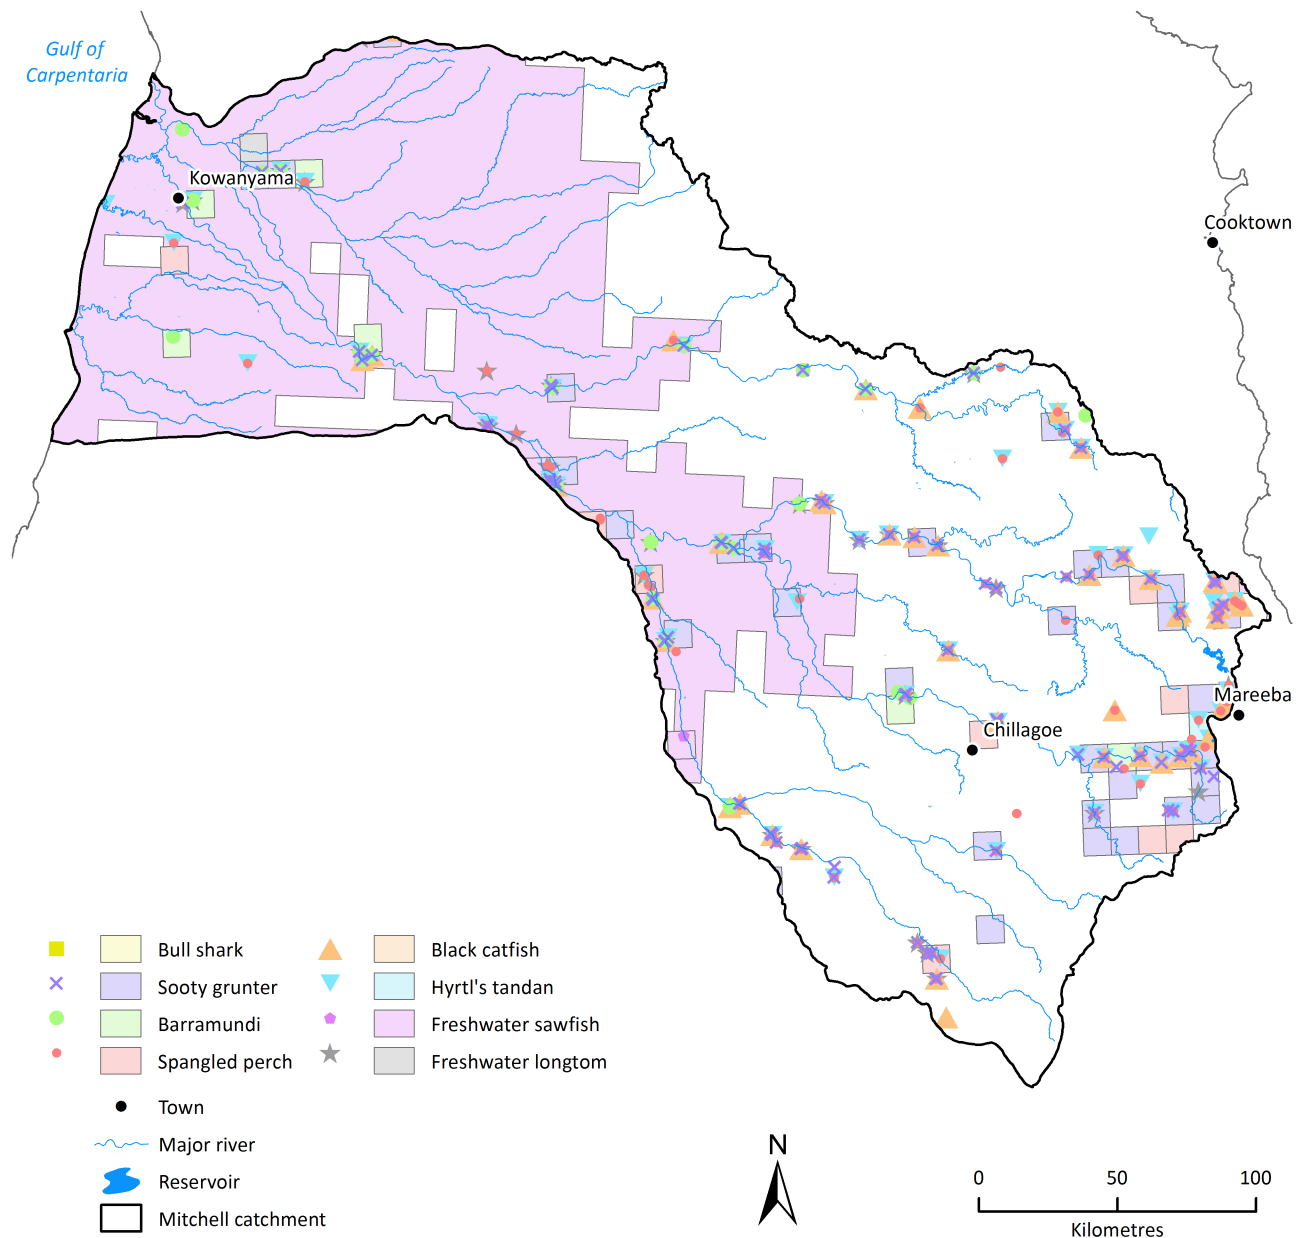 Gulf of
Carpentaria
Kowanyama
Cooktown
Mareeba
Chillagoe
Bull shark
Black catfish
Sooty grunter
Hyrtl's tandan
Barramundi
Freshwater sawfish
Spangled perch
Freshwater longtom
Town
Major river
Reservoir
Mitchell catchment
N
0 50 100
Kilometres